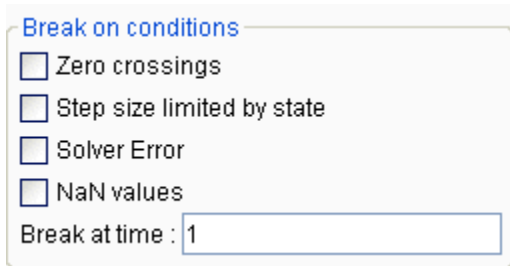 Break on conditions
Zero crossings
Step size limited by state
Solver Error
NaN values
Break at time : 1